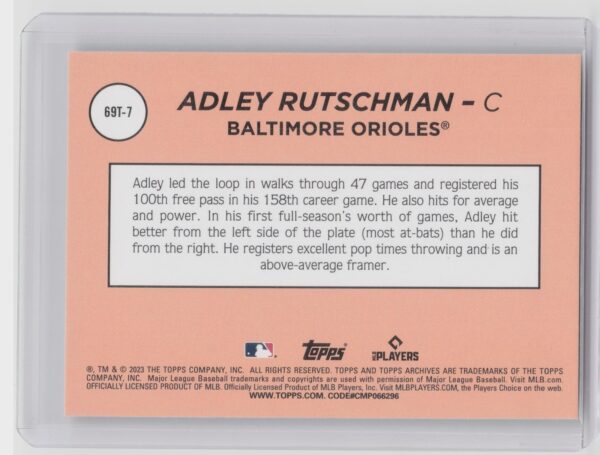 69T-7
ADLEY RUTSCHMAN - C
BALTIMORE ORIOLES®
Adley led the loop in walks through 47 games and registered his
100th free pass in his 158th career game. He also hits for average
and power. In his first full-season's worth of games, Adley hit
better from the left side of the plate (most at-bats) than he did
from the right. He registers excellent pop times throwing and is an
above-average framer.
Topps®
MLB PLAYERS
®, TM & © 2023 THE TOPPS COMPANY, INC. ALL RIGHTS RESERVED. TOPPS AND TOPPS ARCHIVES ARE TRADEMARKS OF THE TOPPS
COMPANY, INC. Major League Baseball trademarks and copyrights are used with permission of Major League Baseball. Visit MLB.com.
OFFICIALLY LICENSED PRODUCT OF MLB Players, Inc. Visit MLBPLAYERS.COM, the Players Choice on the web.
WWW.TOPPS.COM. CODE#CMP066296